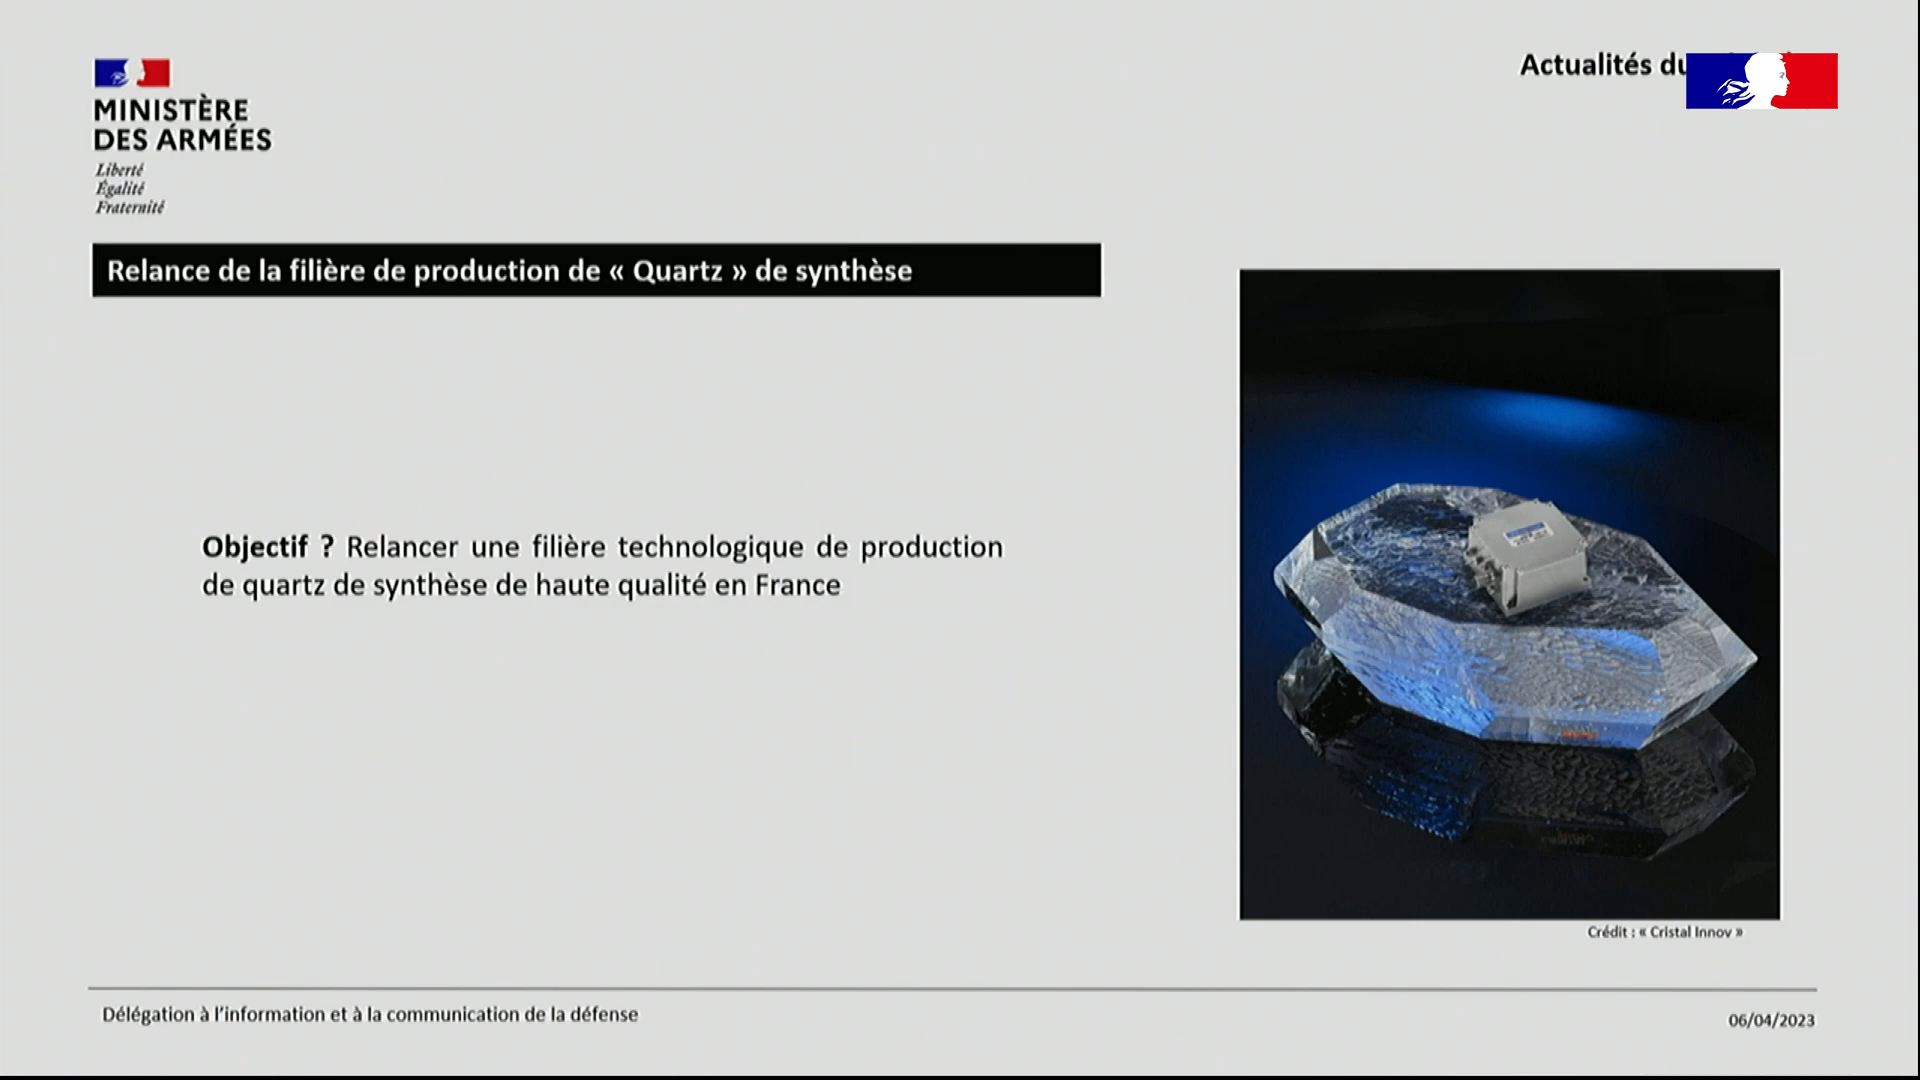 MINISTÈRE
DES ARMÉES
Liberté
Égalité
Fraternité
Actualités du
Relance de la filière de production de « Quartz » de synthèse
Objectif ? Relancer une filière technologique de production
de quartz de synthèse de haute qualité en France
Crédit : « Cristal Innov »
Délégation à l’information et à la communication de la défense
06/04/2023